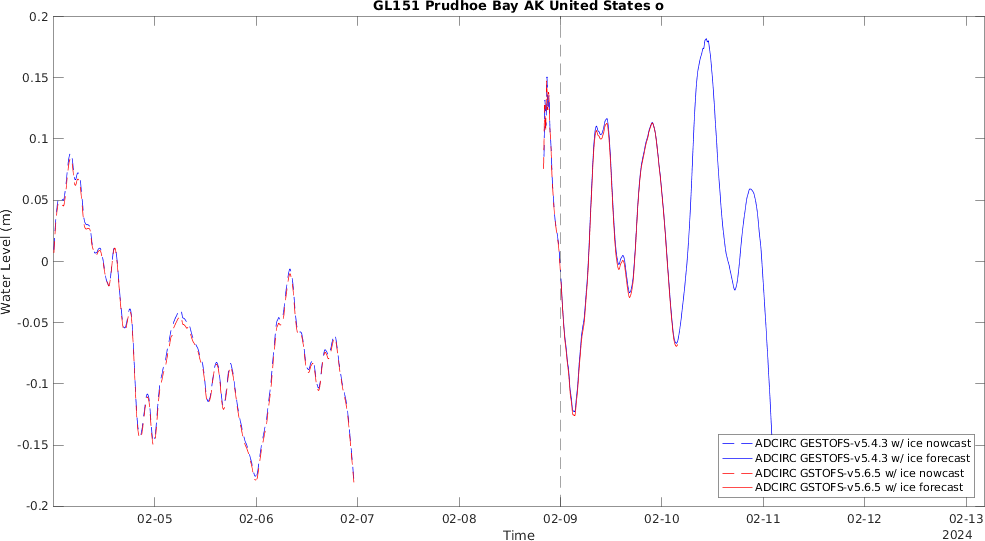 GL151 Prudhoe Bay AK United States o
0.2
0.15
0.1
0.05
0
-0.05
-0.1
-0.15
-0.2
Water Level (m)
02-05 02-06 02-07 02-08 02-09 02-10 02-11 02-12 02-13
Time
2024
ADCIRC GESTOFS-v5.4.3 w/ ice nowcast
ADCIRC GESTOFS-v5.4.3 w/ ice forecast
ADCIRC GSTOFS-v5.6.5 w/ ice nowcast
ADCIRC GSTOFS-v5.6.5 w/ ice forecast